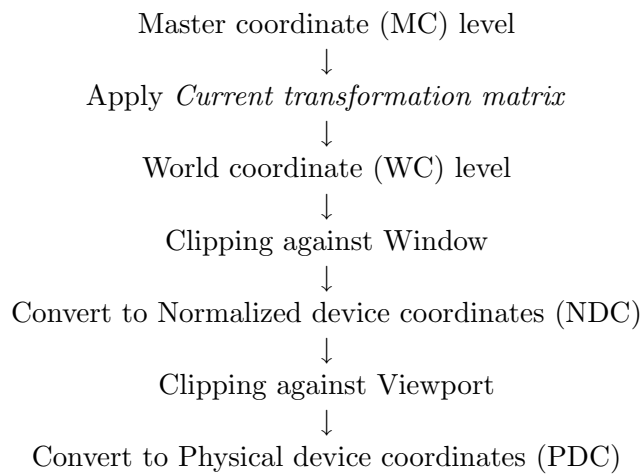 Master coordinate (MC) level
↓
Apply Current transformation matrix
↓
World coordinate (WC) level
↓
Clipping against Window
↓
Convert to Normalized device coordinates (NDC)
↓
Clipping against Viewport
↓
Convert to Physical device coordinates (PDC)